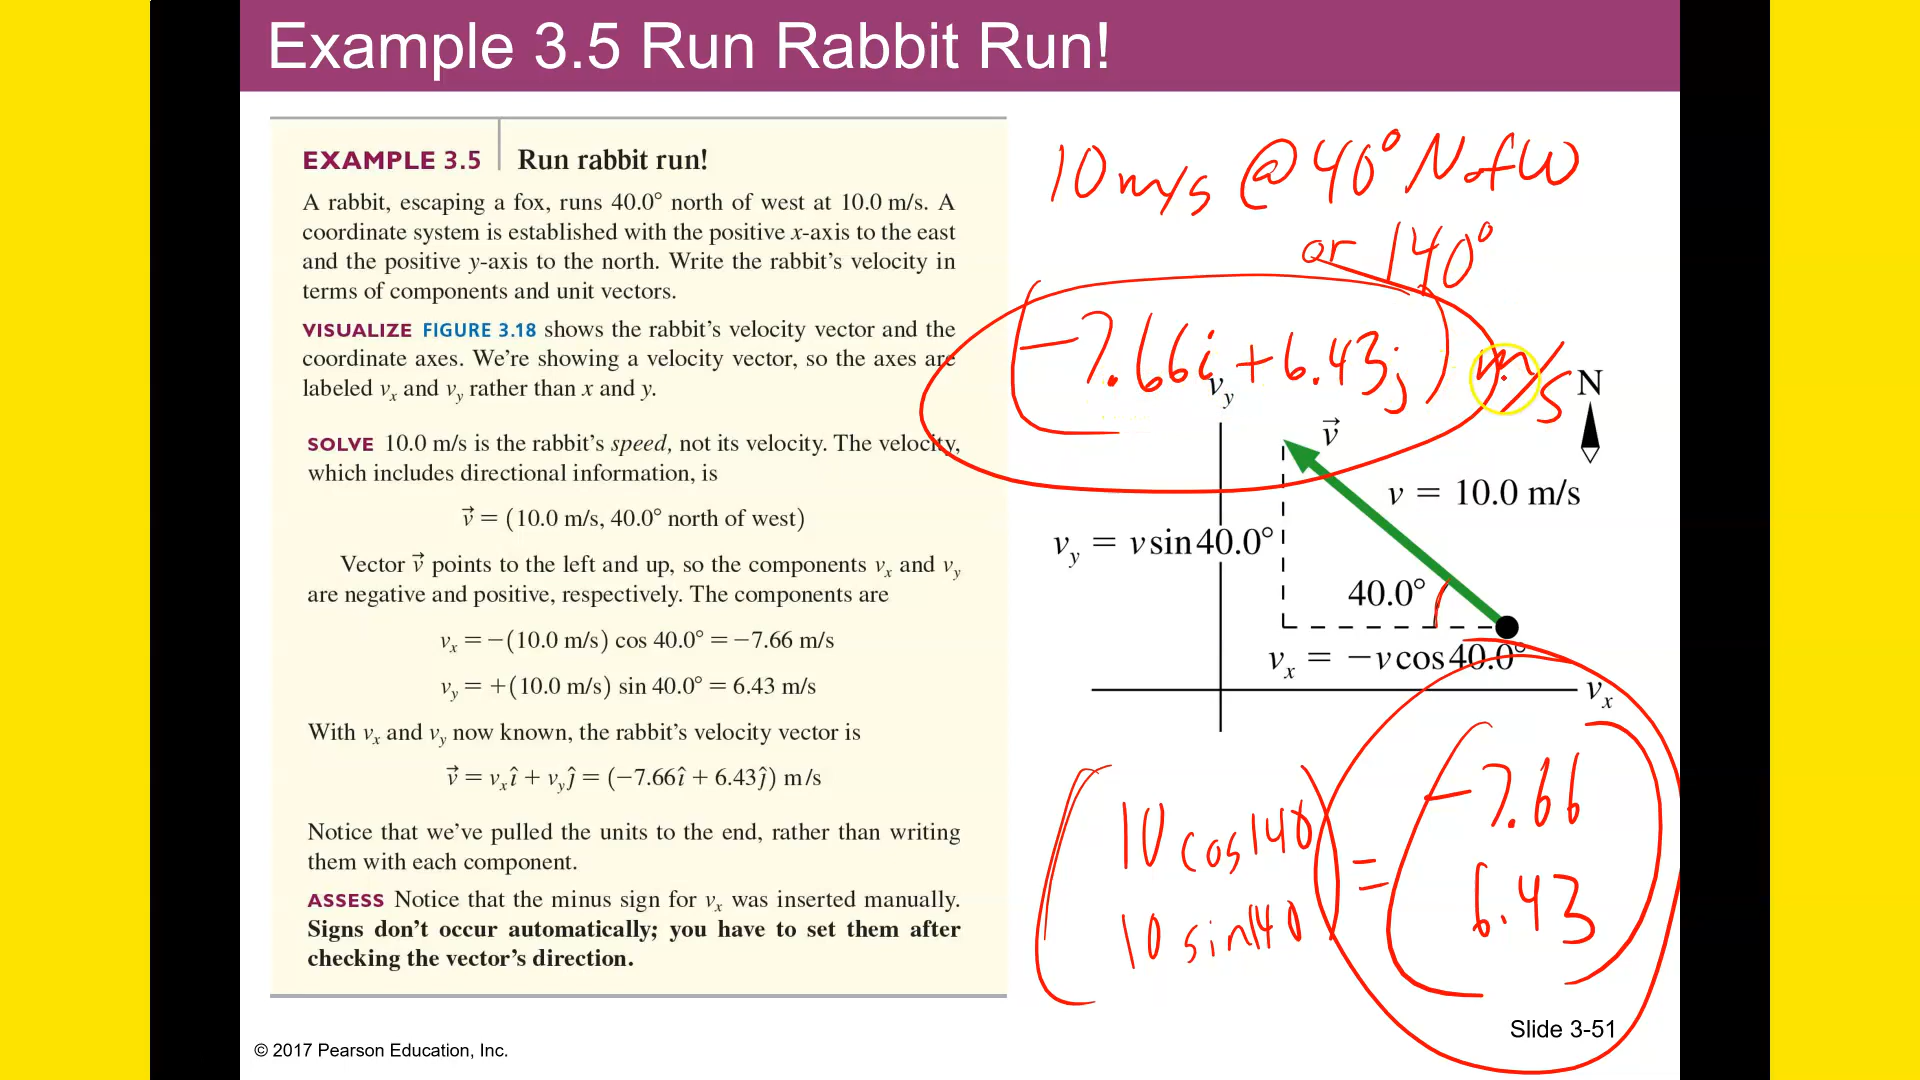 Example 3.5 Run Rabbit Run!
EXAMPLE 3.5 Run rabbit run!
A rabbit, escaping a fox, runs 40.0° north of west at 10.0 m/s. A
coordinate system is established with the positive x-axis to the east
and the positive y-axis to the north. Write the rabbit's velocity in
terms of components and unit vectors.
VISUALIZE FIGURE 3.18 shows the rabbit's velocity vector and the
coordinate axes. We're showing a velocity vector, so the axes are
labeled vₓ and v_y rather than x and y.
SOLVE 10.0 m/s is the rabbit's speed, not its velocity. The velocity,
which includes directional information, is
v⃗ = (10.0 m/s, 40.0° north of west)
Vector v⃗ points to the left and up, so the components vₓ and v_y
are negative and positive, respectively. The components are
vₓ = −(10.0 m/s) cos 40.0° = −7.66 m/s
v_y = +(10.0 m/s) sin 40.0° = 6.43 m/s
With vₓ and v_y now known, the rabbit's velocity vector is
v⃗ = vₓî + v_yĵ = (−7.66î + 6.43ĵ) m/s
Notice that we've pulled the units to the end, rather than writing
them with each component.
ASSESS Notice that the minus sign for vₓ was inserted manually.
Signs don't occur automatically; you have to set them after
checking the vector's direction.
10 m/s @ 40° N of W
or 140°
(−7.66i + 6.43j) m/s
v_y
N
v⃗
v = 10.0 m/s
v_y = v sin 40.0°
40.0°
vₓ = −v cos 40.0°
vₓ
(10 cos 140
10 sin 140) = (−7.66
6.43)
Slide 3-51
© 2017 Pearson Education, Inc.